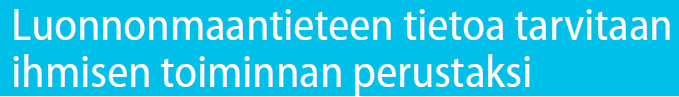 Luonnonmaantieteen tietoa tarvitaan
ihmisen toiminnan perustaksi